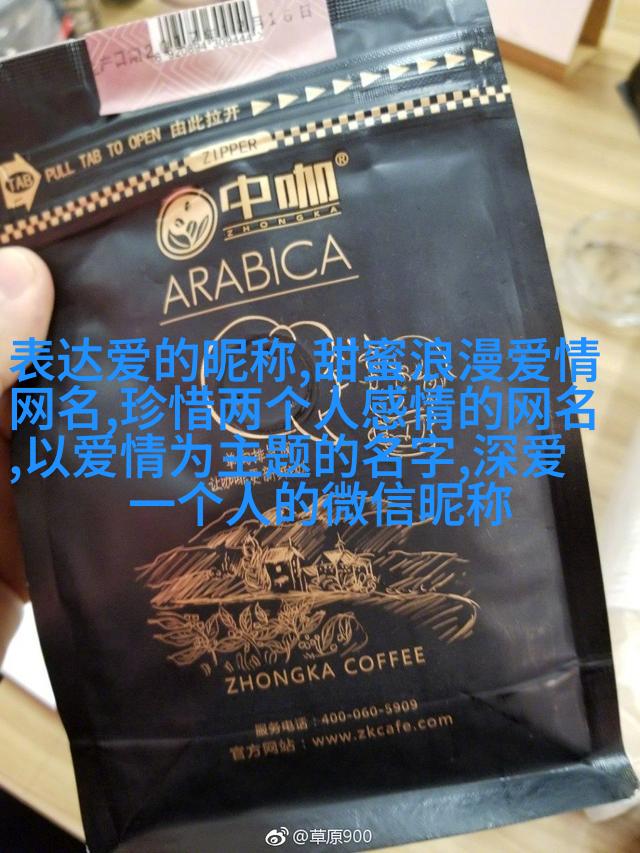 PULL TAB TO OPEN 由此拉开
TAB
ZIPPER
中咖®
ZHONGKA
ARABICA
表达爱的昵称,甜蜜浪漫爱情
网名,珍惜两个人感情的网名
,以爱情为主题的名字,深爱
一个人的微信昵称
ZHONGKA COFFEE
服务电话：400-060-5909
官方网站：www.zkcafe.com
@草原900